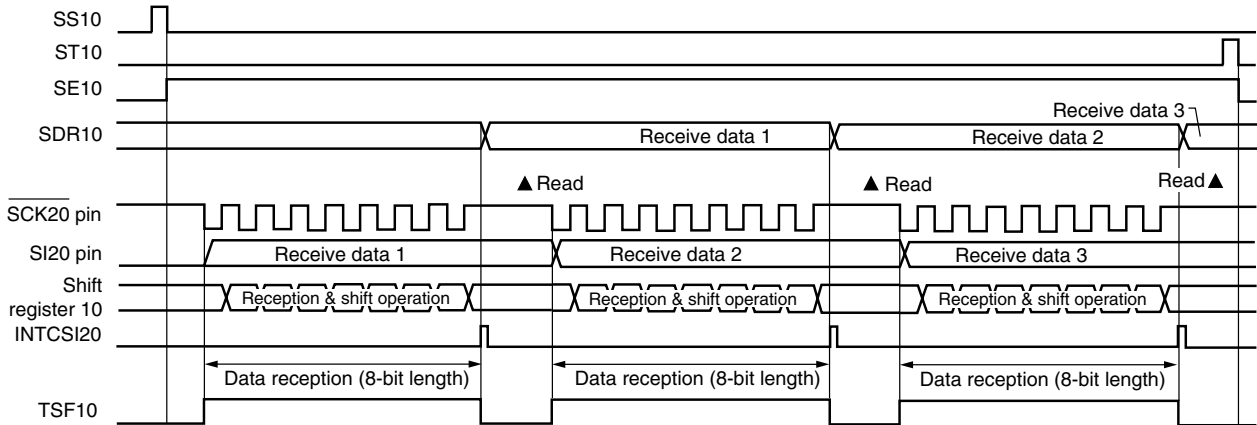 SS10
ST10
SE10
Receive data 3
SDR10
Receive data 1
Receive data 2
▲ Read
▲ Read
Read ▲
SCK20 pin
SI20 pin
Receive data 1
Receive data 2
Receive data 3
Shift
register 10
Reception & shift operation
Reception & shift operation
Reception & shift operation
INTCSI20
Data reception (8-bit length)
Data reception (8-bit length)
Data reception (8-bit length)
TSF10